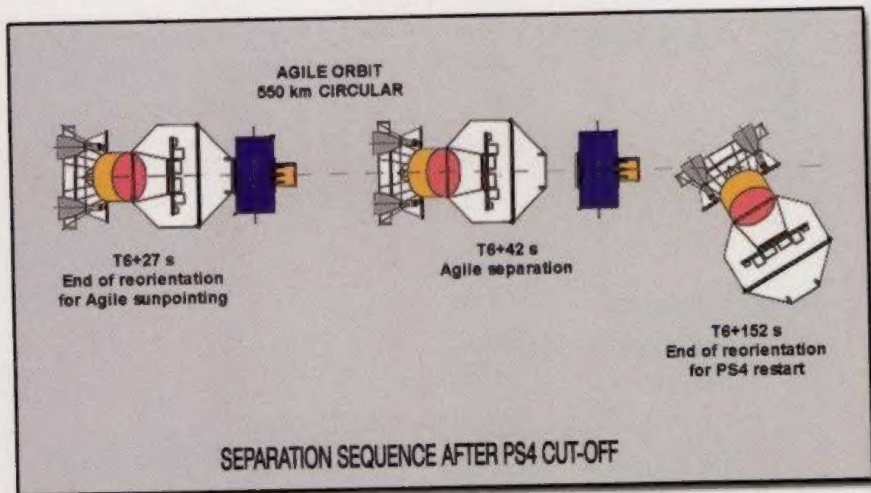 AGILE ORBIT
550 km CIRCULAR
T6+27 s
End of reorientation
for Agile sunpointing
T6+42 s
Agile separation
T6+152 s
End of reorientation
for PS4 restart
SEPARATION SEQUENCE AFTER PS4 CUT-OFF